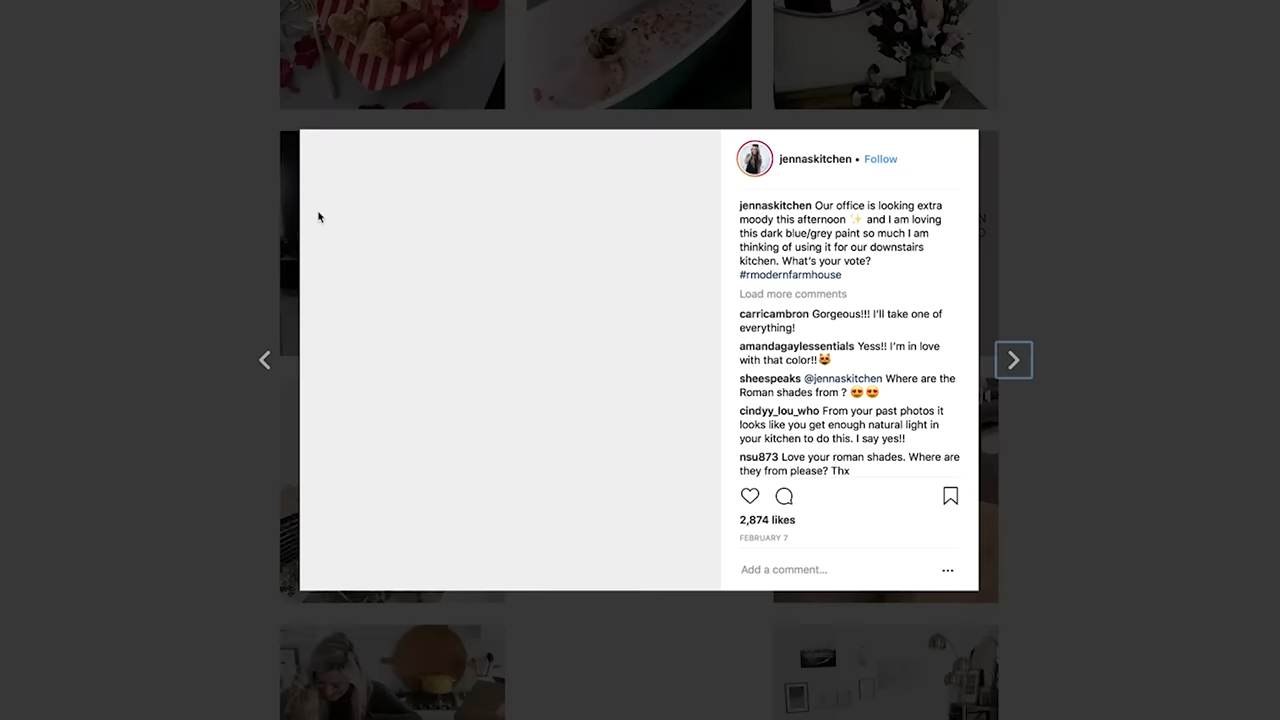 jennaskitchen • Follow
jennaskitchen Our office is looking extra
moody this afternoon ✨ and I am loving
this dark blue/grey paint so much I am
thinking of using it for our downstairs
kitchen. What's your vote?
#rmodernfarmhouse
Load more comments
carricambron Gorgeous!!! I'll take one of
everything!
amandagaylessentials Yess!! I'm in love
with that color!!😻
sheespeaks @jennaskitchen Where are the
Roman shades from ? 😍😍
cindyy_lou_who From your past photos it
looks like you get enough natural light in
your kitchen to do this. I say yes!!
nsu873 Love your roman shades. Where are
they from please? Thx
2,874 likes
FEBRUARY 7
Add a comment...